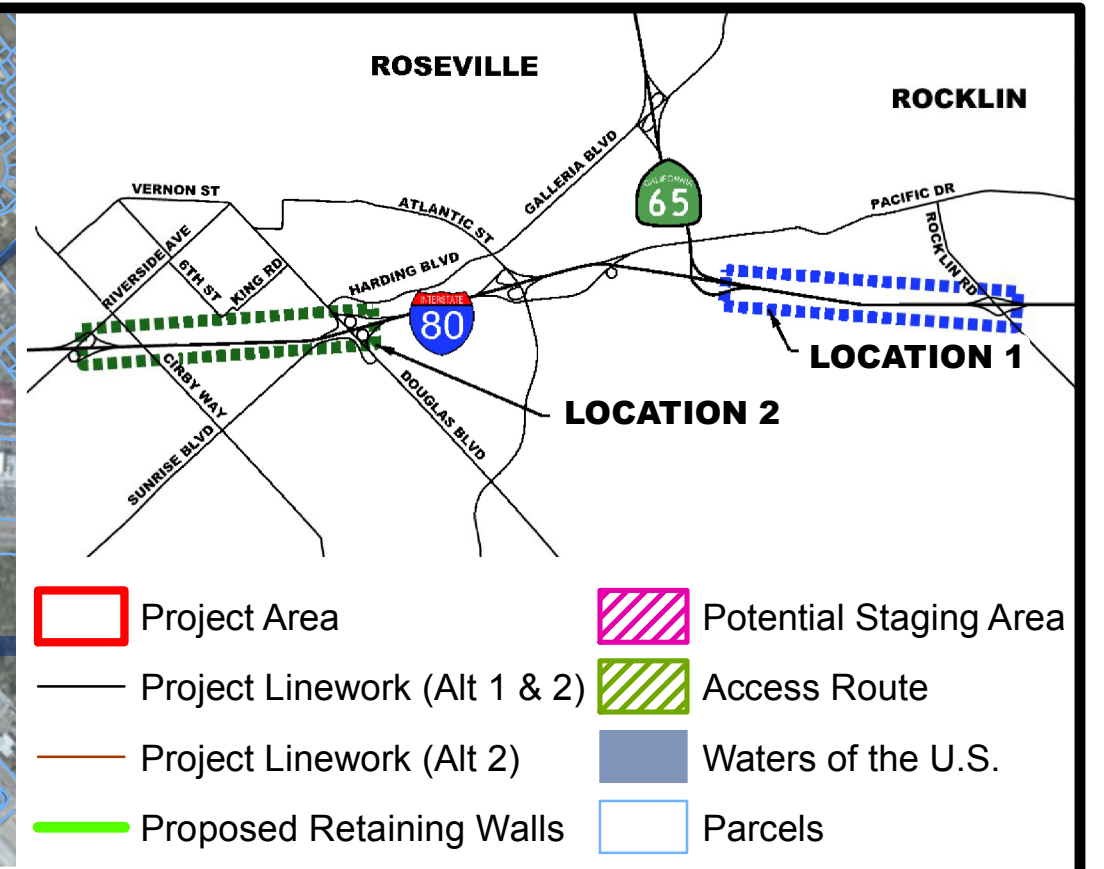 ROSEVILLE
ROCKLIN
GALLERIA BLVD
CALIFORNIA
65
VERNON ST
PACIFIC DR
ATLANTIC ST
RIVERSIDE AVE
6TH ST
KING RD
HARDING BLVD
ROCKLIN RD
INTERSTATE
80
LOCATION 1
CIRBY WAY
DOUGLAS BLVD
LOCATION 2
SUNRISE BLVD
Project Area
Project Linework (Alt 1 & 2)
Project Linework (Alt 2)
Proposed Retaining Walls
Potential Staging Area
Access Route
Waters of the U.S.
Parcels